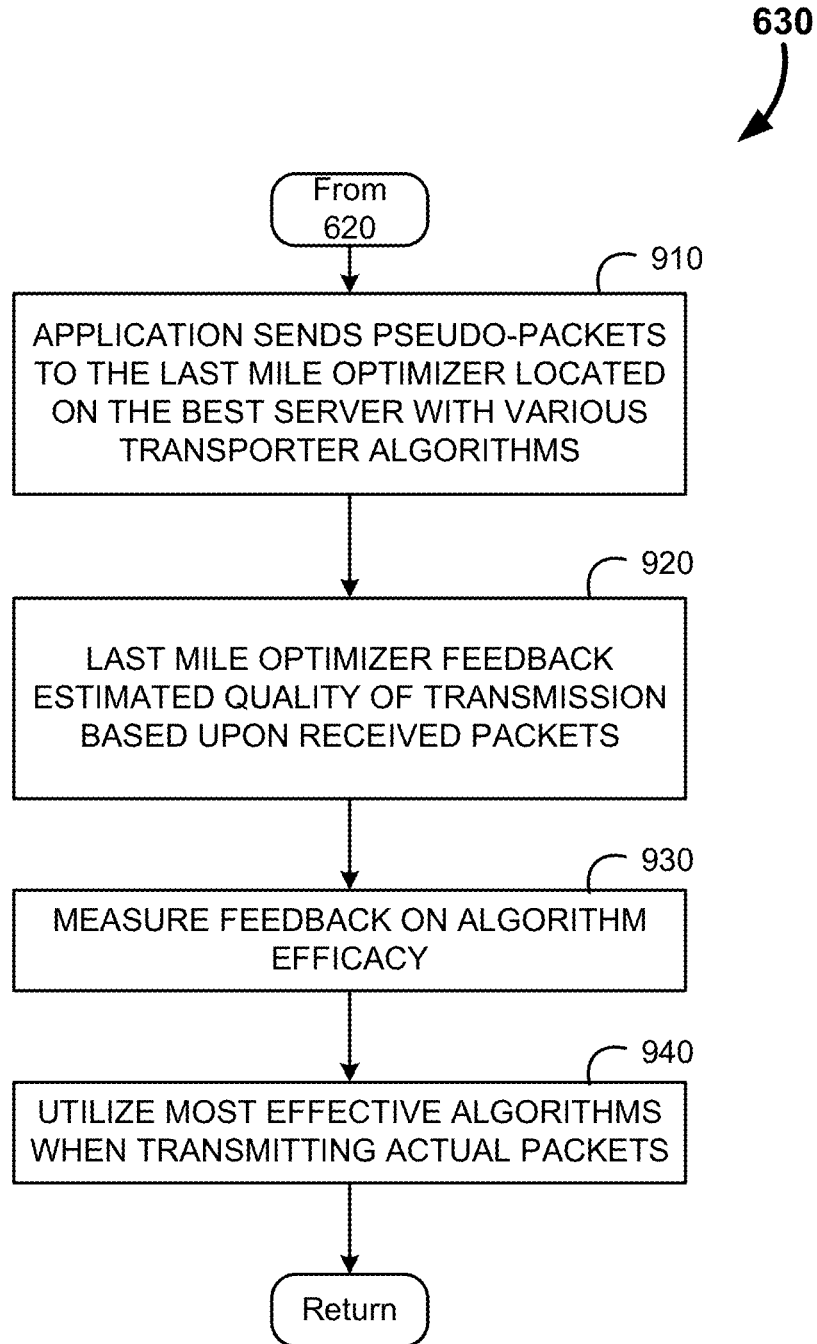 630
From
620
910
APPLICATION SENDS PSEUDO-PACKETS
TO THE LAST MILE OPTIMIZER LOCATED
ON THE BEST SERVER WITH VARIOUS
TRANSPORTER ALGORITHMS
920
LAST MILE OPTIMIZER FEEDBACK
ESTIMATED QUALITY OF TRANSMISSION
BASED UPON RECEIVED PACKETS
930
MEASURE FEEDBACK ON ALGORITHM
EFFICACY
940
UTILIZE MOST EFFECTIVE ALGORITHMS
WHEN TRANSMITTING ACTUAL PACKETS
Return